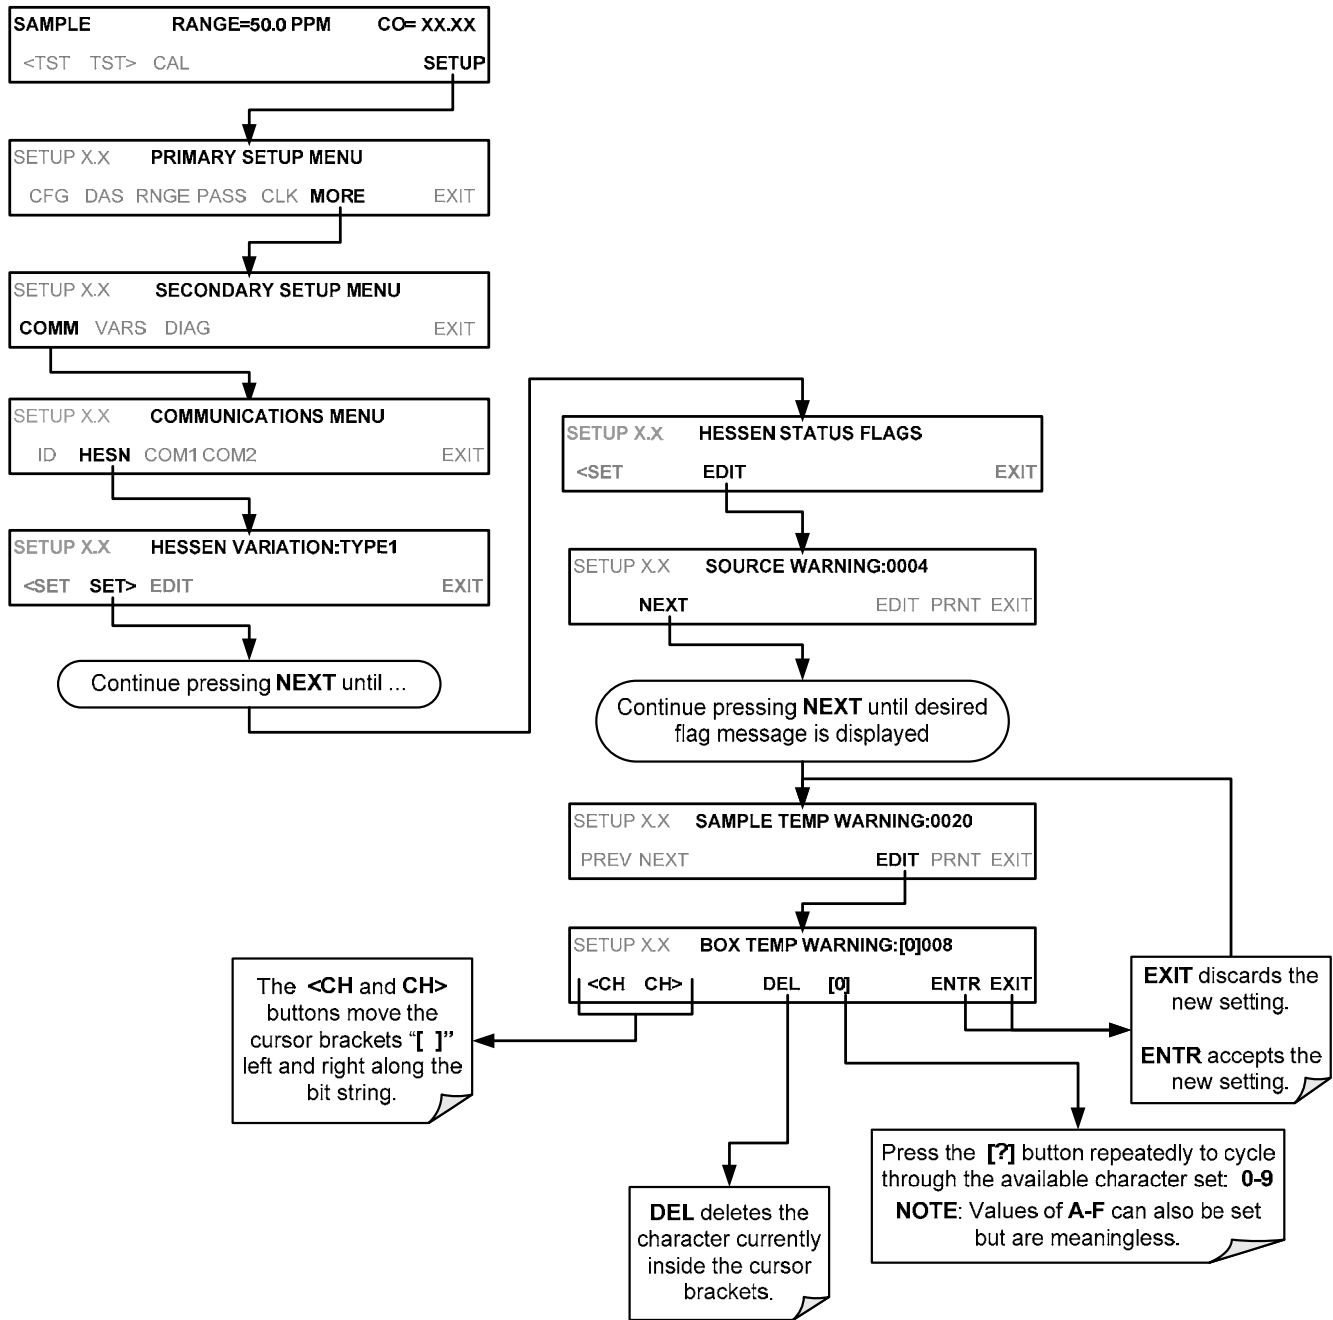 SAMPLE RANGE=50.0 PPM CO= XX.XX
<TST TST> CAL SETUP
SETUP X.X PRIMARY SETUP MENU
CFG DAS RNGE PASS CLK MORE EXIT
SETUP X.X SECONDARY SETUP MENU
COMM VARS DIAG EXIT
SETUP X.X COMMUNICATIONS MENU
ID HESN COM1 COM2 EXIT
SETUP X.X HESSEN VARIATION:TYPE1
<SET SET> EDIT EXIT
Continue pressing NEXT until ...
SETUP X.X HESSEN STATUS FLAGS
<SET EDIT EXIT
SETUP X.X SOURCE WARNING:0004
NEXT EDIT PRNT EXIT
Continue pressing NEXT until desired
flag message is displayed
SETUP X.X SAMPLE TEMP WARNING:0020
PREV NEXT EDIT PRNT EXIT
SETUP X.X BOX TEMP WARNING:[0]008
<CH CH> DEL [0] ENTR EXIT
The <CH and CH>
buttons move the
cursor brackets “[ ]”
left and right along the
bit string.
EXIT discards the
new setting.
ENTR accepts the
new setting.
Press the [?] button repeatedly to cycle
through the available character set: 0-9
NOTE: Values of A-F can also be set
but are meaningless.
DEL deletes the
character currently
inside the cursor
brackets.